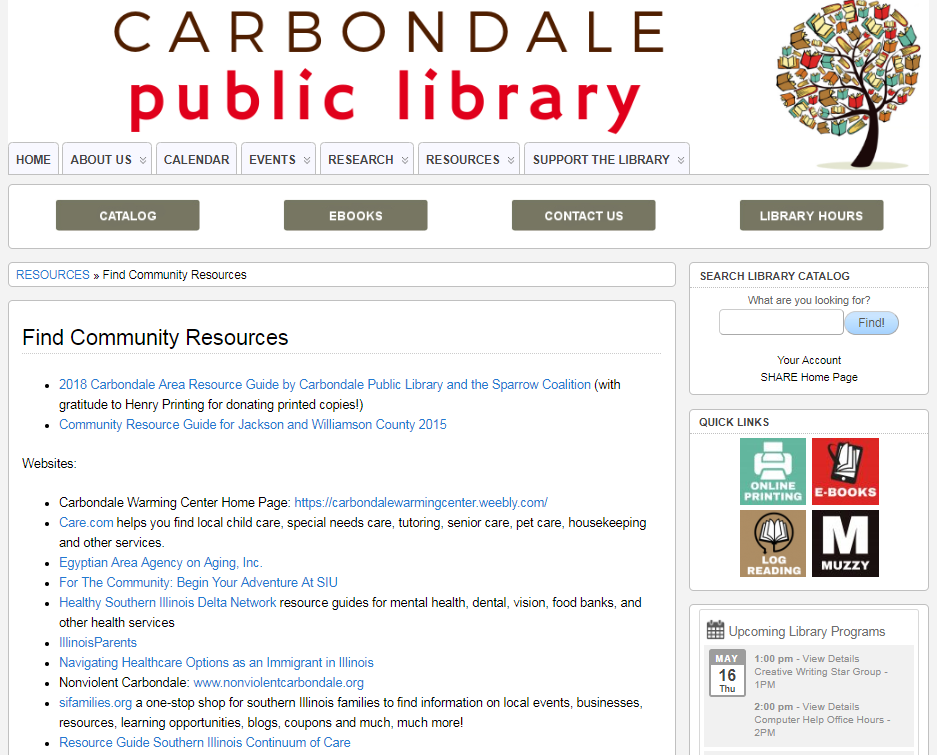 CARBONDALE
public library
HOME
ABOUT US
CALENDAR
EVENTS
RESEARCH
RESOURCES
SUPPORT THE LIBRARY
CATALOG
EBOOKS
CONTACT US
LIBRARY HOURS
RESOURCES » Find Community Resources
Find Community Resources
• 2018 Carbondale Area Resource Guide by Carbondale Public Library and the Sparrow Coalition (with
gratitude to Henry Printing for donating printed copies!)
• Community Resource Guide for Jackson and Williamson County 2015
Websites:
• Carbondale Warming Center Home Page: https://carbondalewarmingcenter.weebly.com/
• Care.com helps you find local child care, special needs care, tutoring, senior care, pet care, housekeeping
and other services.
• Egyptian Area Agency on Aging, Inc.
• For The Community: Begin Your Adventure At SIU
• Healthy Southern Illinois Delta Network resource guides for mental health, dental, vision, food banks, and
other health services
• IllinoisParents
• Navigating Healthcare Options as an Immigrant in Illinois
• Nonviolent Carbondale: www.nonviolentcarbondale.org
• sifamilies.org a one-stop shop for southern Illinois families to find information on local events, businesses,
resources, learning opportunities, blogs, coupons and much, much more!
• Resource Guide Southern Illinois Continuum of Care
SEARCH LIBRARY CATALOG
What are you looking for?
Find!
Your Account
SHARE Home Page
QUICK LINKS
ONLINE
PRINTING
E-BOOKS
LOG
READING
M
MUZZY
Upcoming Library Programs
MAY
16
Thu
1:00 pm - View Details
Creative Writing Star Group -
1PM
2:00 pm - View Details
Computer Help Office Hours -
2PM